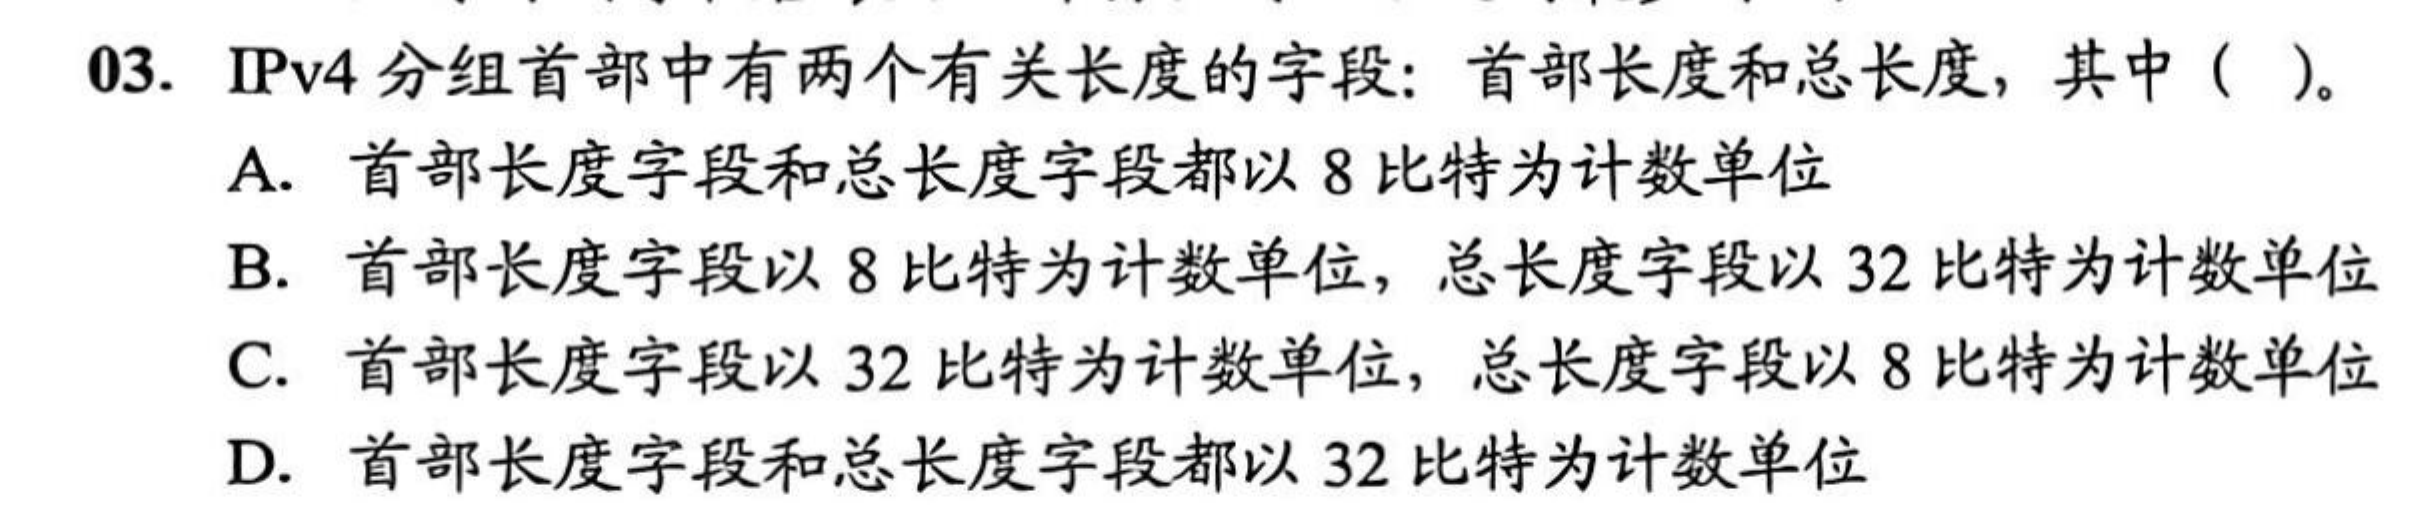 03. IPv4 分组首部中有两个有关长度的字段：首部长度和总长度，其中（ ）。
A. 首部长度字段和总长度字段都以 8 比特为计数单位
B. 首部长度字段以 8 比特为计数单位，总长度字段以 32 比特为计数单位
C. 首部长度字段以 32 比特为计数单位，总长度字段以 8 比特为计数单位
D. 首部长度字段和总长度字段都以 32 比特为计数单位